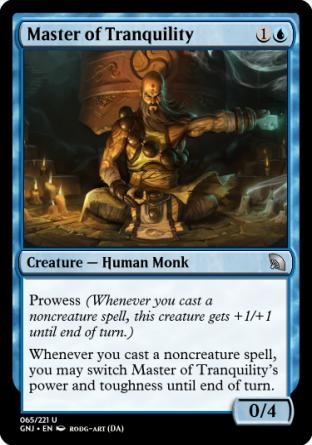 Master of Tranquility 1
Creature — Human Monk
Prowess (Whenever you cast a
noncreature spell, this creature gets +1/+1
until end of turn.)
Whenever you cast a noncreature spell,
you may switch Master of Tranquility's
power and toughness until end of turn.
0/4
065/221 U
GNJ • EN RODG-ART (DA)